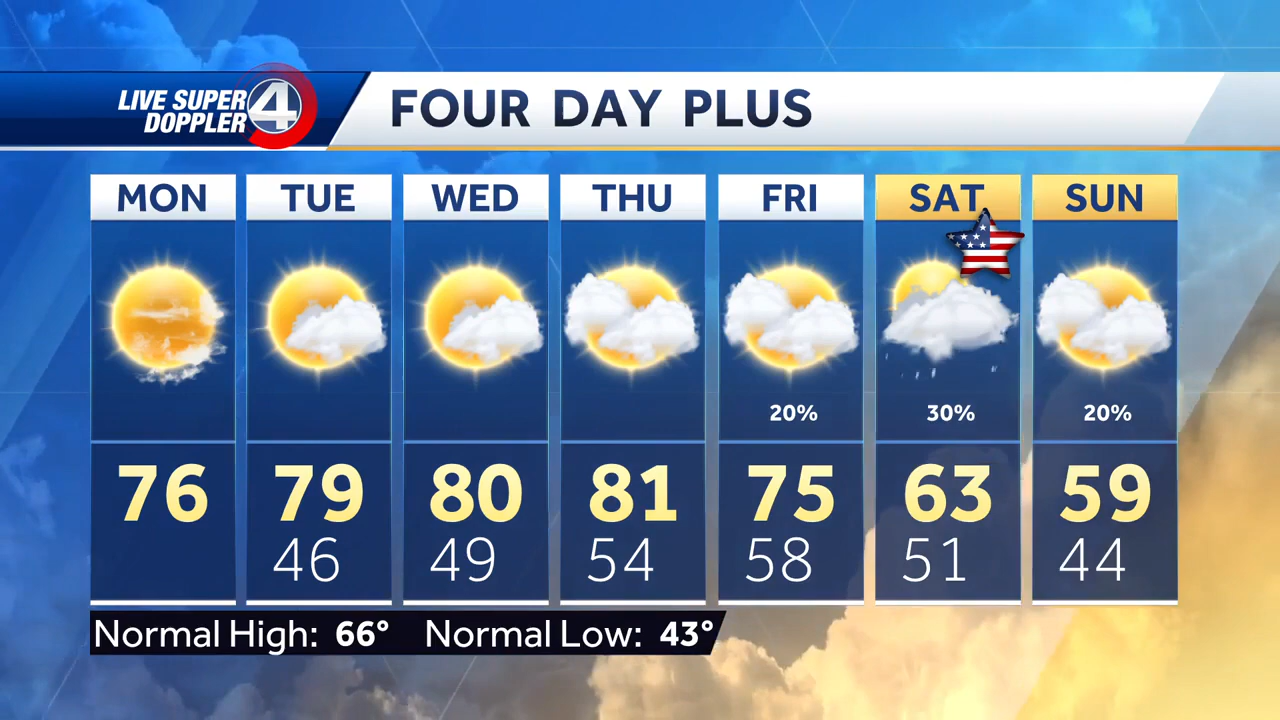 LIVE SUPER
DOPPLER 4
FOUR DAY PLUS
MON TUE WED THU FRI SAT SUN
20% 30% 20%
76 79 80 81 75 63 59
46 49 54 58 51 44
Normal High: 66° Normal Low: 43°